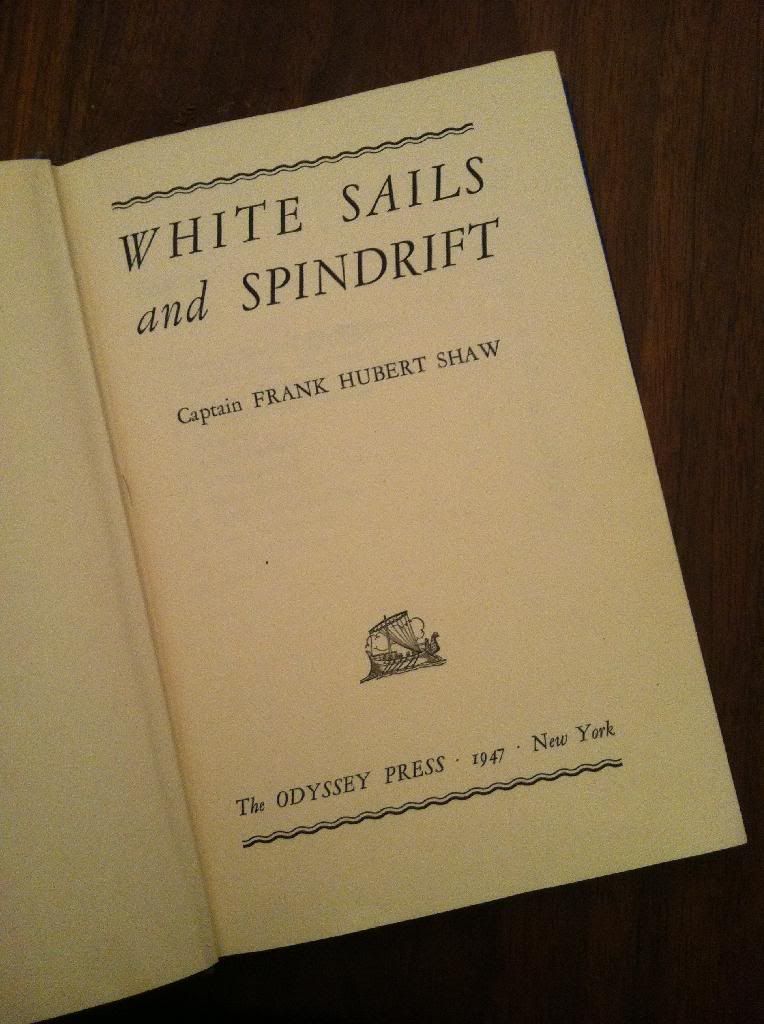 WHITE SAILS
and SPINDRIFT
Captain FRANK HUBERT SHAW
The ODYSSEY PRESS · 1947 · New York